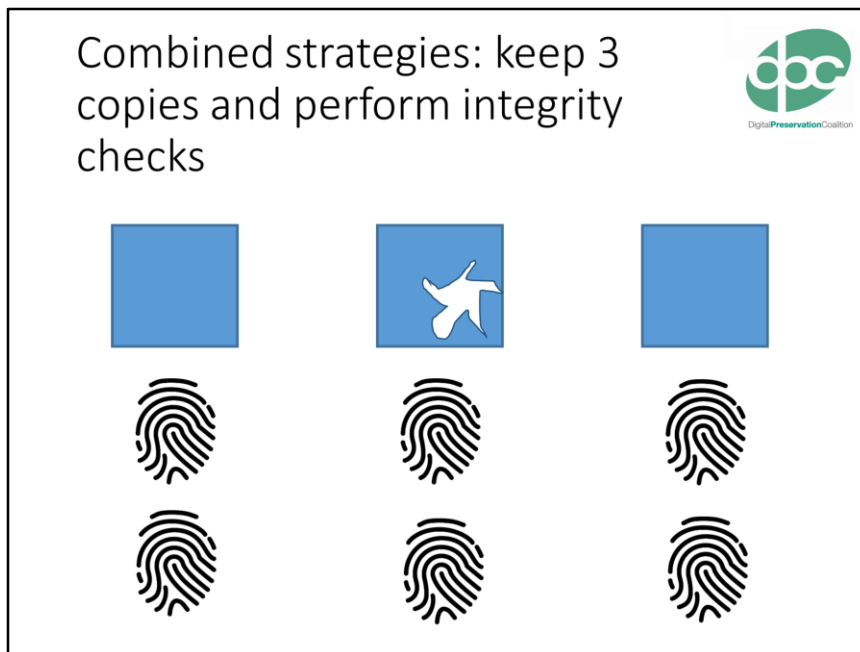 Combined strategies: keep 3
copies and perform integrity
checks
dpc
DigitalPreservationCoalition